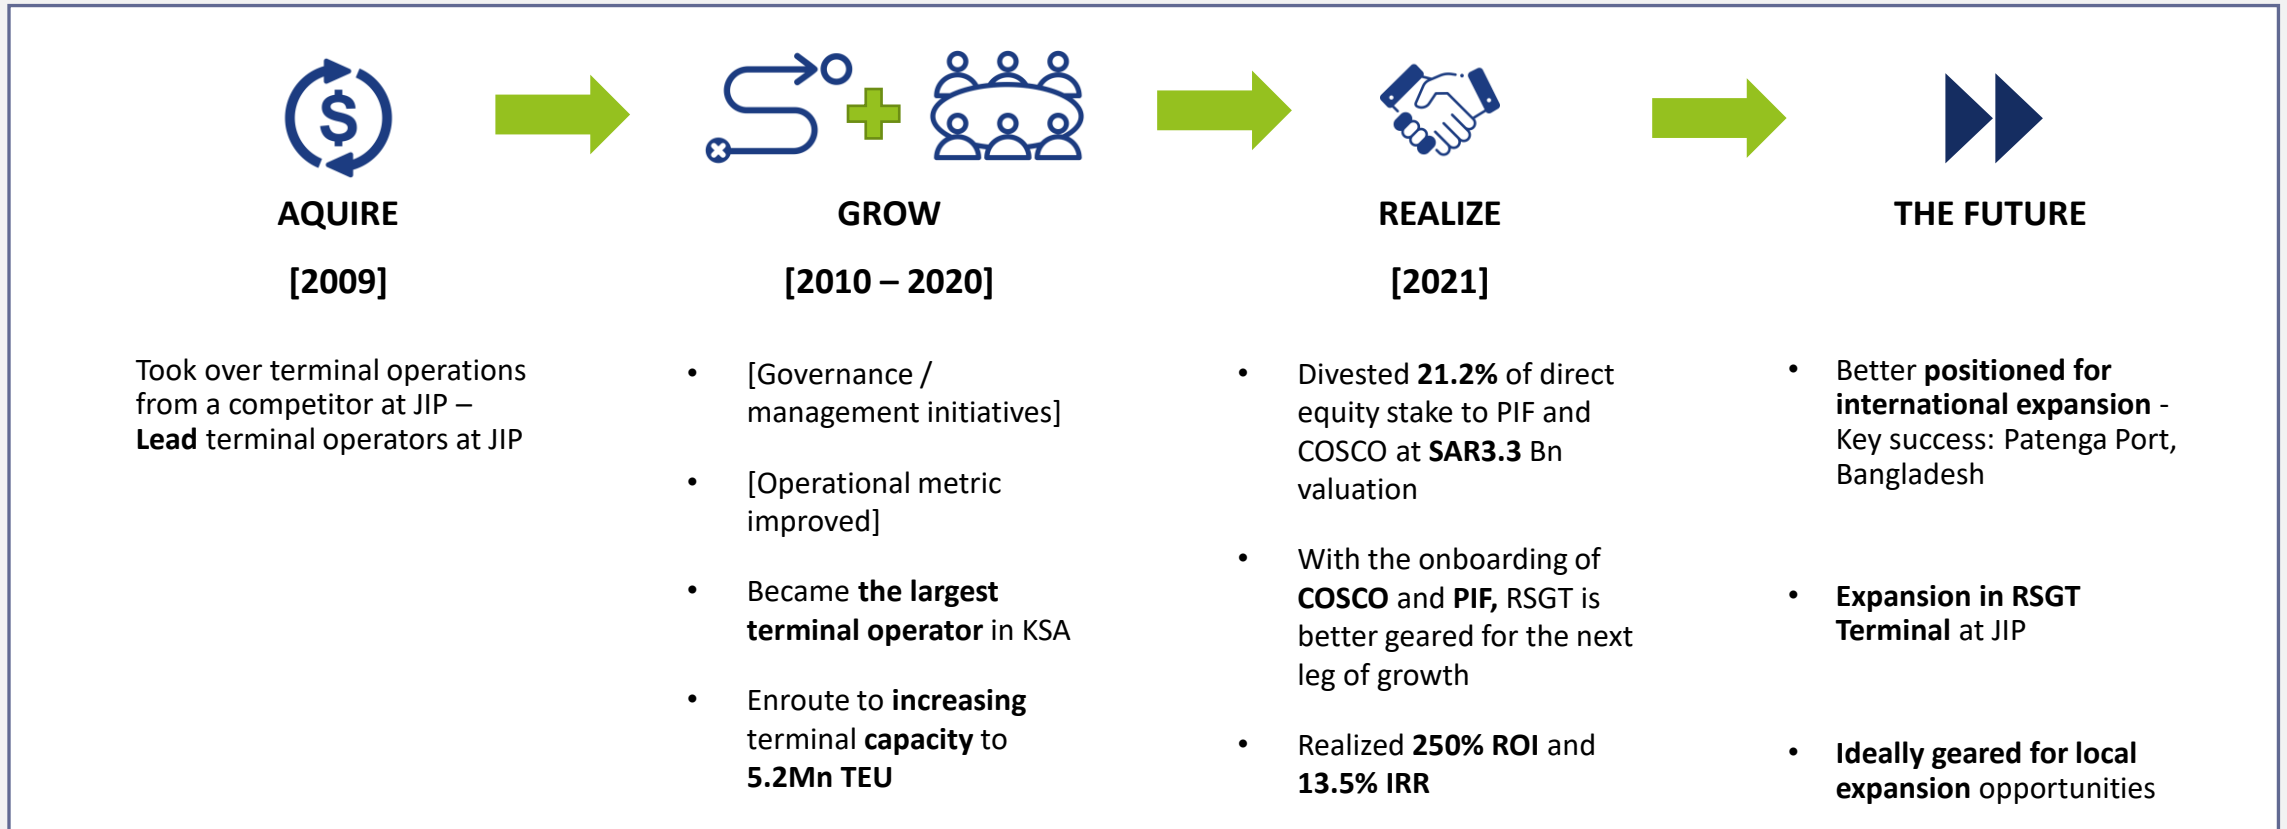 $
AQUIRE
[2009]
Took over terminal operations
from a competitor at JIP –
Lead terminal operators at JIP
GROW
[2010 – 2020]
• [Governance /
management initiatives]
• [Operational metric
improved]
• Became the largest
terminal operator in KSA
• Enroute to increasing
terminal capacity to
5.2Mn TEU
REALIZE
[2021]
• Divested 21.2% of direct
equity stake to PIF and
COSCO at SAR3.3 Bn
valuation
• With the onboarding of
COSCO and PIF, RSGT is
better geared for the next
leg of growth
• Realized 250% ROI and
13.5% IRR
THE FUTURE
• Better positioned for
international expansion -
Key success: Patenga Port,
Bangladesh
• Expansion in RSGT
Terminal at JIP
• Ideally geared for local
expansion opportunities